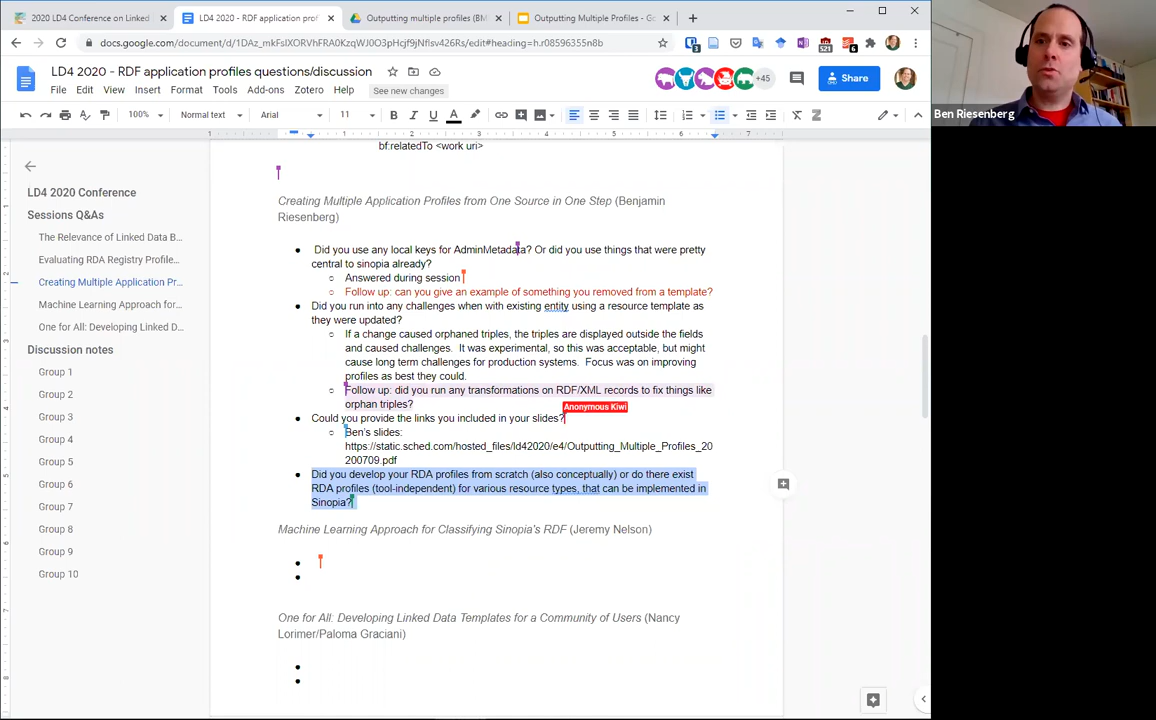 2020 LD4 Conference on Linked
LD4 2020 - RDF application prof
Outputting multiple profiles (BM
Outputting Multiple Profiles - Go
docs.google.com/document/d/1DAz_mkFslXORVhFRA0KzqWJ0O3pHcjf9jNflsv426Rs/edit#heading=h.r08596355n8b
LD4 2020 - RDF application profiles questions/discussion
File Edit View Insert Format Tools Add-ons Zotero Help See new changes
+45
Share
100% Normal text Arial 11
Ben Riesenberg
LD4 2020 Conference
Sessions Q&As
The Relevance of Linked Data B...
Evaluating RDA Registry Profile...
Creating Multiple Application Pr...
Machine Learning Approach for...
One for All: Developing Linked D...
Discussion notes
Group 1
Group 2
Group 3
Group 4
Group 5
Group 6
Group 7
Group 8
Group 9
Group 10
bf:relatedTo <work uri>
Creating Multiple Application Profiles from One Source in One Step (Benjamin
Riesenberg)
Did you use any local keys for AdminMetadata? Or did you use things that were pretty
central to sinopia already?
Answered during session
Follow up: can you give an example of something you removed from a template?
Did you run into any challenges when with existing entity using a resource template as
they were updated?
If a change caused orphaned triples, the triples are displayed outside the fields
and caused challenges. It was experimental, so this was acceptable, but might
cause long term challenges for production systems. Focus was on improving
profiles as best they could.
Follow up: did you run any transformations on RDF/XML records to fix things like
orphan triples?
Anonymous Kiwi
Could you provide the links you included in your slides?
Ben's slides:
https://static.sched.com/hosted_files/ld42020/e4/Outputting_Multiple_Profiles_20
200709.pdf
Did you develop your RDA profiles from scratch (also conceptually) or do there exist
RDA profiles (tool-independent) for various resource types, that can be implemented in
Sinopia?
Machine Learning Approach for Classifying Sinopia's RDF (Jeremy Nelson)
One for All: Developing Linked Data Templates for a Community of Users (Nancy
Lorimer/Paloma Graciani)